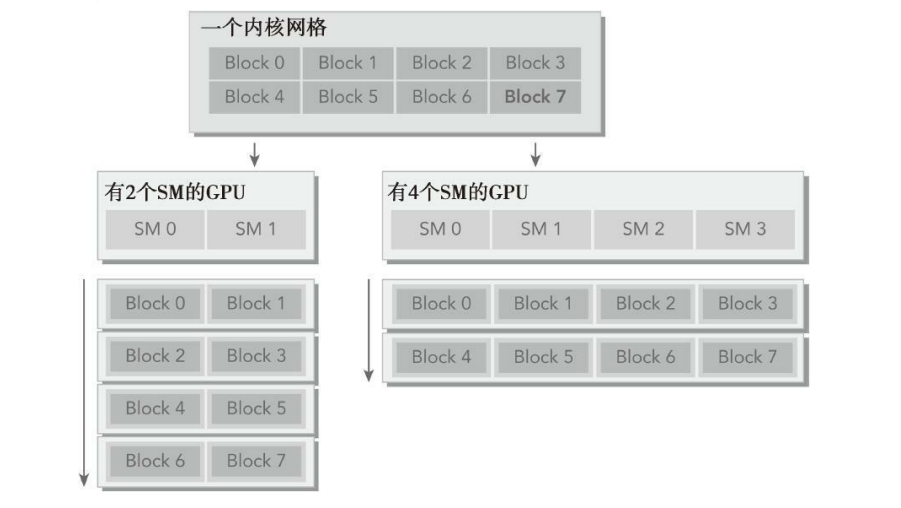 一个内核网格
Block 0 Block 1 Block 2 Block 3
Block 4 Block 5 Block 6 Block 7
有2个SM的GPU
SM 0 SM 1
Block 0 Block 1
Block 2 Block 3
Block 4 Block 5
Block 6 Block 7
有4个SM的GPU
SM 0 SM 1 SM 2 SM 3
Block 0 Block 1 Block 2 Block 3
Block 4 Block 5 Block 6 Block 7